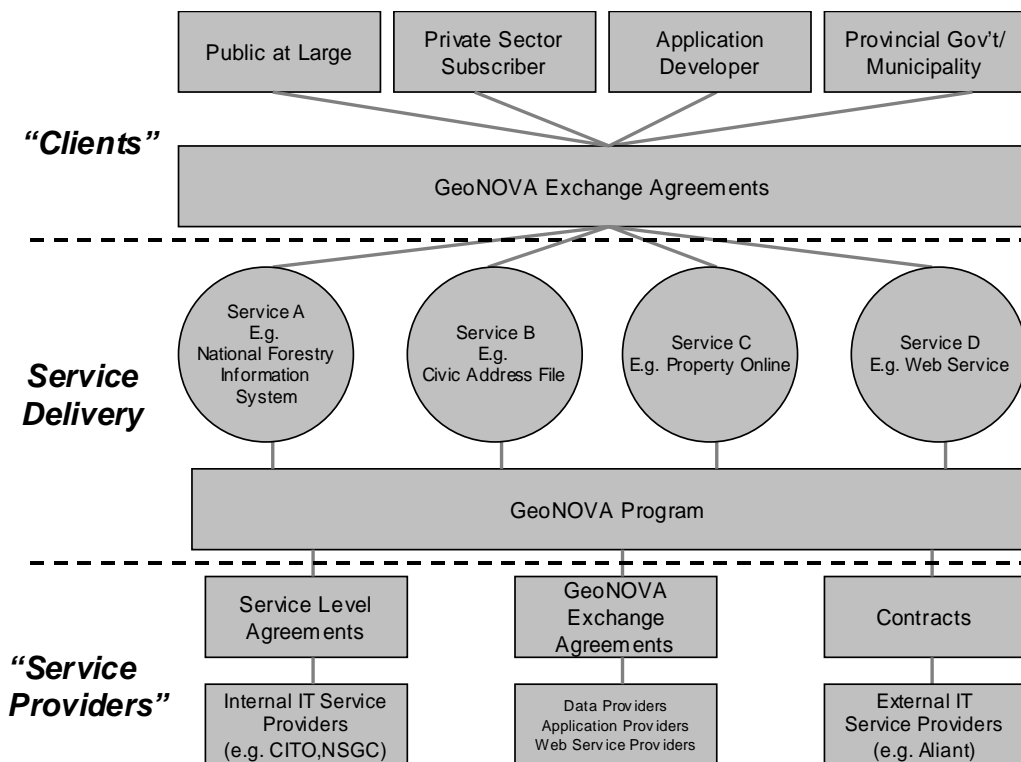 Public at Large
Private Sector
Subscriber
Application
Developer
Provincial Gov't/
Municipality
“Clients”
GeoNOVA Exchange Agreements
Service A
E.g.
National Forestry
Information
System
Service B
E.g.
Civic Address File
Service C
E.g. Property Online
Service D
E.g. Web Service
Service
Delivery
GeoNOVA Program
Service Level
Agreements
GeoNOVA
Exchange
Agreements
Contracts
“Service
Providers”
Internal IT Service
Providers
(e.g. CITO,NSGC)
Data Providers
Application Providers
Web Service Providers
External IT
Service Providers
(e.g. Aliant)